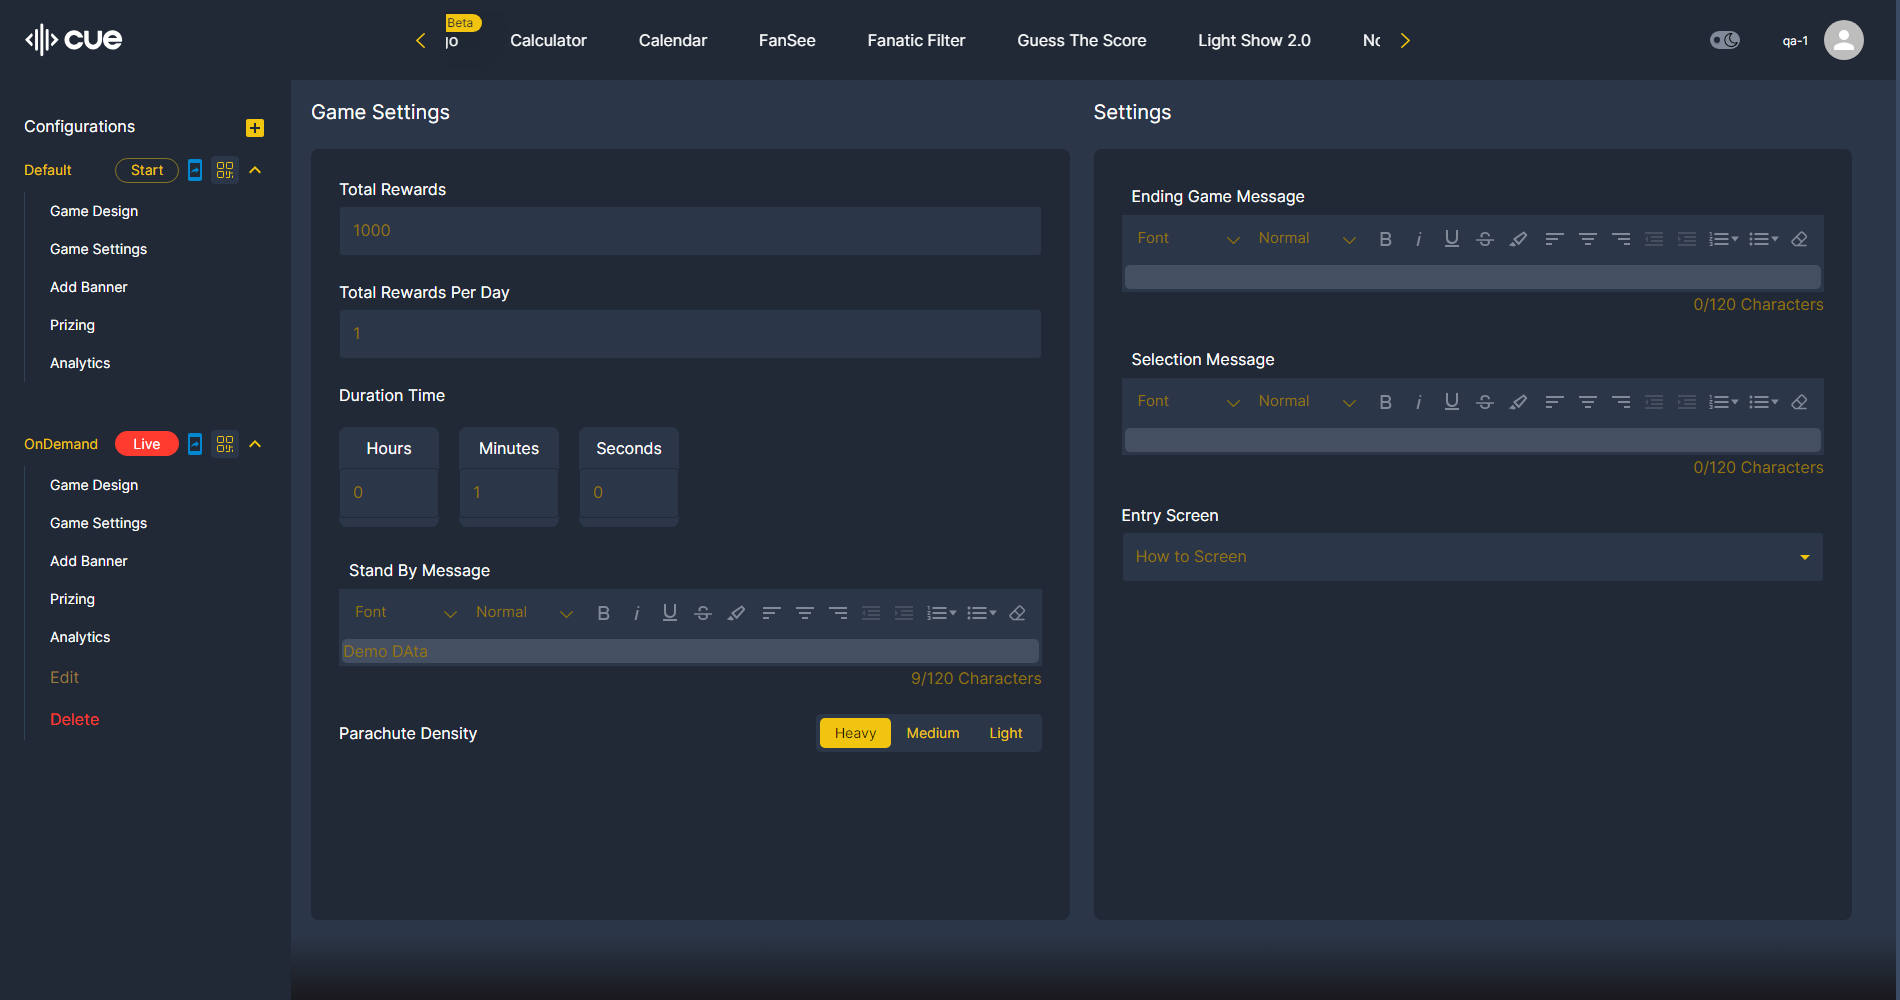 cue
Beta
jo
Calculator
Calendar
FanSee
Fanatic Filter
Guess The Score
Light Show 2.0
qa-1
Configurations
Default
Start
Game Design
Game Settings
Add Banner
Prizing
Analytics
OnDemand
Live
Game Design
Game Settings
Add Banner
Prizing
Analytics
Edit
Delete
Game Settings
Total Rewards
1000
Total Rewards Per Day
1
Duration Time
Hours
Minutes
Seconds
0
1
0
Stand By Message
Font
Normal
Demo DAta
9/120 Characters
Parachute Density
Heavy
Medium
Light
Settings
Ending Game Message
Font
Normal
0/120 Characters
Selection Message
Font
Normal
0/120 Characters
Entry Screen
How to Screen